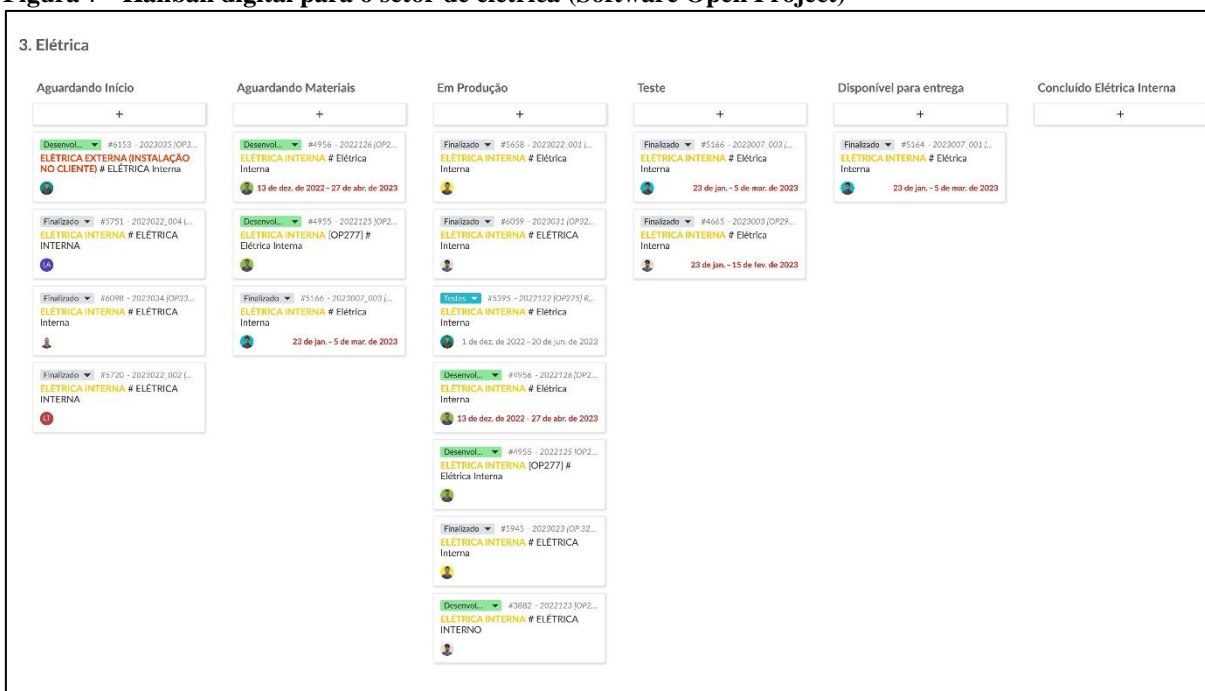 Figura 7 - Kanban digital para o setor de elétrica (Software Open Project)
3. Elétrica
Aguardando Início
+
Desenvol...
#6153 - 2023035 [OP3...
ELÉTRICA EXTERNA (INSTALAÇÃO
NO CLIENTE) # ELÉTRICA Interna
Finalizado
#5751 - 2023022_004 (...
ELÉTRICA INTERNA # ELÉTRICA
INTERNA
LA
Finalizado
#6098 - 2023034 [OP33...
ELÉTRICA INTERNA # ELÉTRICA
Interna
Finalizado
#5720 - 2023022_002 (...
ELÉTRICA INTERNA # ELÉTRICA
INTERNA
LT
Aguardando Materiais
+
Desenvol...
#4956 - 2022126 [OP2...
ELÉTRICA INTERNA # Elétrica
Interna
13 de dez. de 2022 - 27 de abr. de 2023
Desenvol...
#4955 - 2022125 [OP2...
ELÉTRICA INTERNA [OP277] #
Elétrica Interna
Finalizado
#5166 - 2023007_003 (...
ELÉTRICA INTERNA # Elétrica
Interna
23 de jan. - 5 de mar. de 2023
Em Produção
+
Finalizado
#5658 - 2023022_001 (...
ELÉTRICA INTERNA # Elétrica
Interna
Finalizado
#6059 - 2023031 (OP32...
ELÉTRICA INTERNA # ELÉTRICA
Interna
Testes
#5395 - 2022122 [OP275] R...
ELÉTRICA INTERNA # Elétrica
Interna
1 de dez. de 2022 - 20 de jun. de 2023
Desenvol...
#4956 - 2022126 [OP2...
ELÉTRICA INTERNA # Elétrica
Interna
13 de dez. de 2022 - 27 de abr. de 2023
Desenvol...
#4955 - 2022125 [OP2...
ELÉTRICA INTERNA [OP277] #
Elétrica Interna
Finalizado
#5945 - 2023023 (OP 32...
ELÉTRICA INTERNA # ELÉTRICA
Interna
Desenvol...
#3882 - 2022123 [OP2...
ELÉTRICA INTERNA # ELÉTRICA
INTERNO
Teste
+
Finalizado
#5166 - 2023007_003 (...
ELÉTRICA INTERNA # Elétrica
Interna
23 de jan. - 5 de mar. de 2023
Finalizado
#4665 - 2023003 [OP29...
ELÉTRICA INTERNA # Elétrica
Interna
23 de jan. - 15 de fev. de 2023
Disponível para entrega
+
Finalizado
#5164 - 2023007_001 (...
ELÉTRICA INTERNA # Elétrica
Interna
23 de jan. - 5 de mar. de 2023
Concluído Elétrica Interna
+